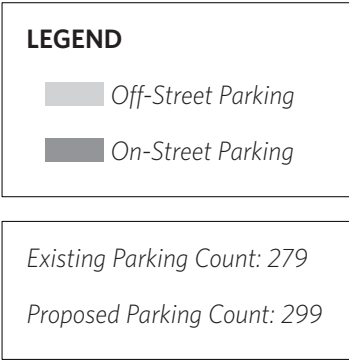 LEGEND
Off-Street Parking
On-Street Parking
Existing Parking Count: 279
Proposed Parking Count: 299